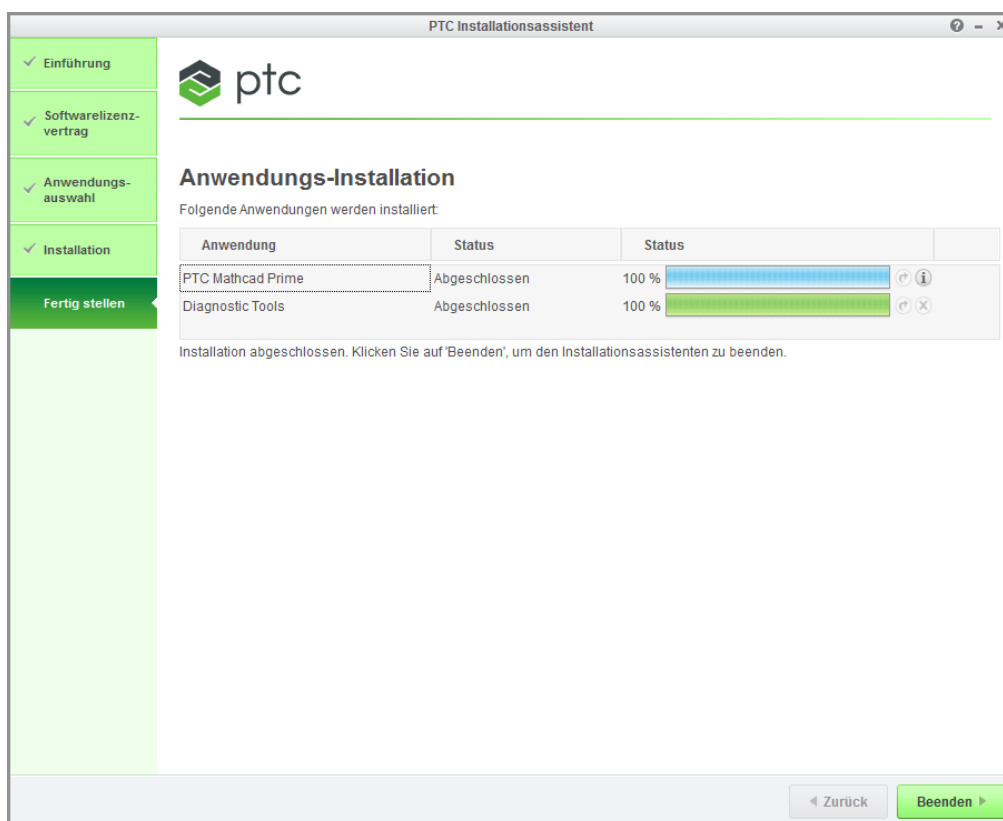 PTC Installationsassistent
Einführung
Softwarelizenz-
vertrag
Anwendungs-
auswahl
Installation
Fertig stellen
ptc
Anwendungs-Installation
Folgende Anwendungen werden installiert:
Anwendung Status Status
PTC Mathcad Prime Abgeschlossen 100 %
Diagnostic Tools Abgeschlossen 100 %
Installation abgeschlossen. Klicken Sie auf 'Beenden', um den Installationsassistenten zu beenden.
Zurück Beenden